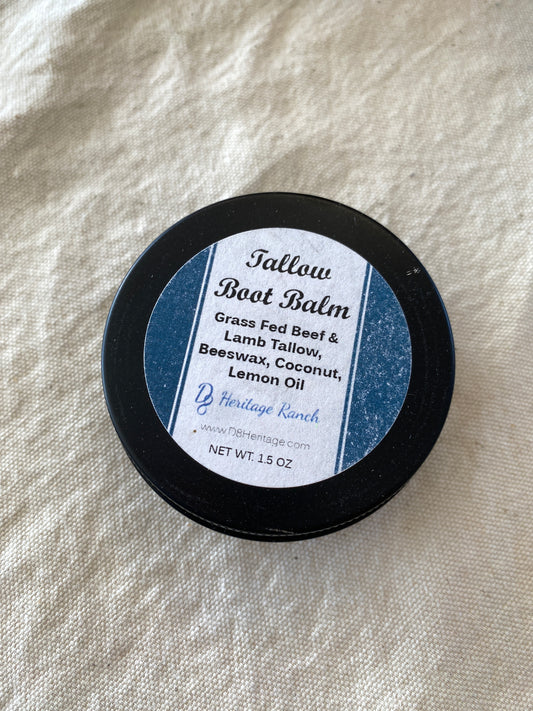 Tallow
Boot Balm
Grass Fed Beef &
Lamb Tallow,
Beeswax, Coconut,
Lemon Oil
D8 Heritage Ranch
www.D8Heritage.com
NET WT. 1.5 OZ